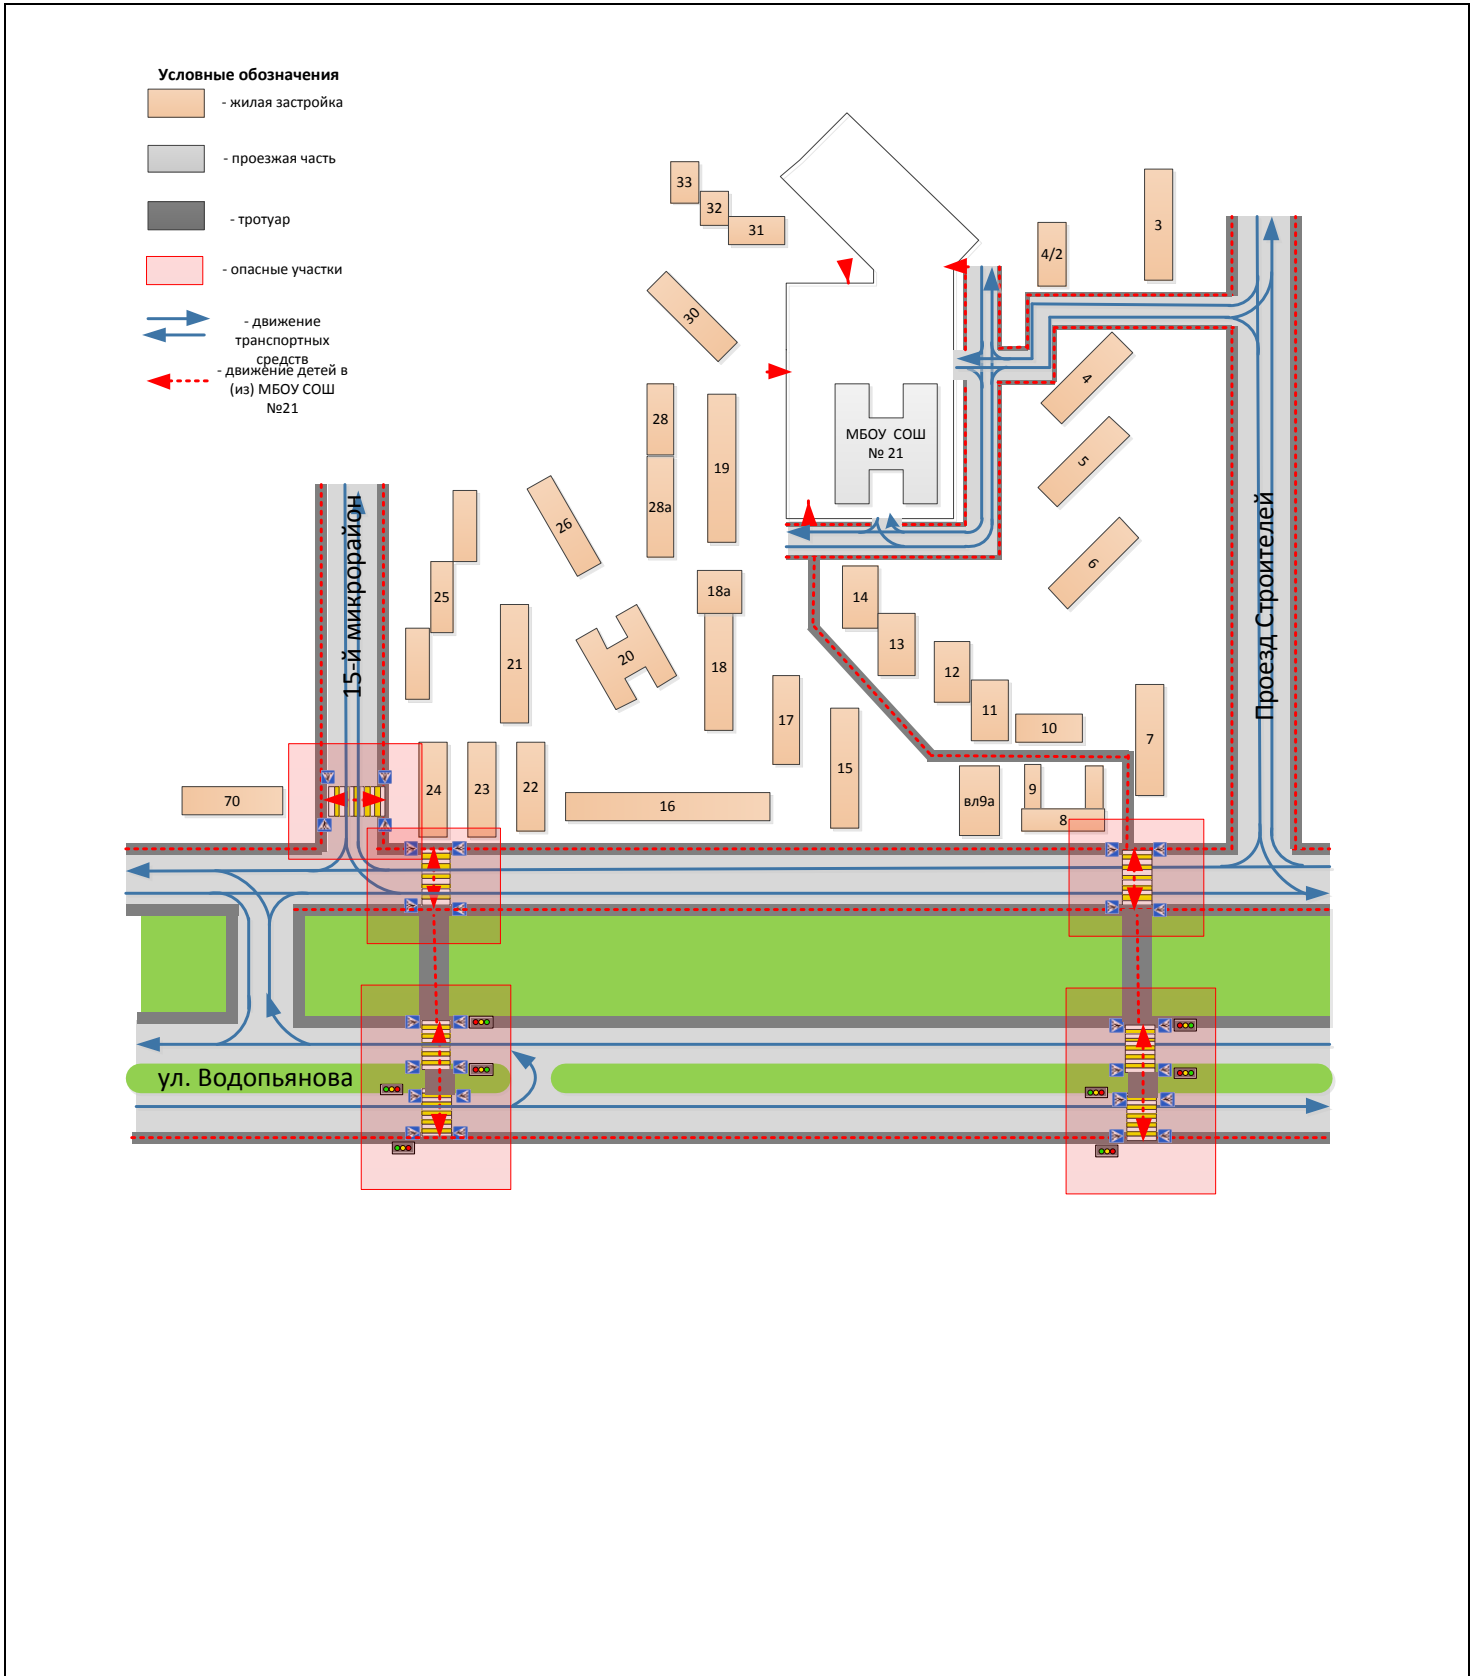 Условные обозначения
- жилая застройка
- проезжая часть
- тротуар
- опасные участки
- движение
транспортных
средств
- движение детей в
(из) МБОУ СОШ
№21
33
32
31
30
4/2
3
4
5
6
28
28а
19
МБОУ СОШ
№ 21
26
25
21
20
18а
18
17
15
14
13
12
11
10
7
15-й микрорайон
Проезд Строителей
70
24
23
22
16
вл9а
9
8
ул. Водопьянова